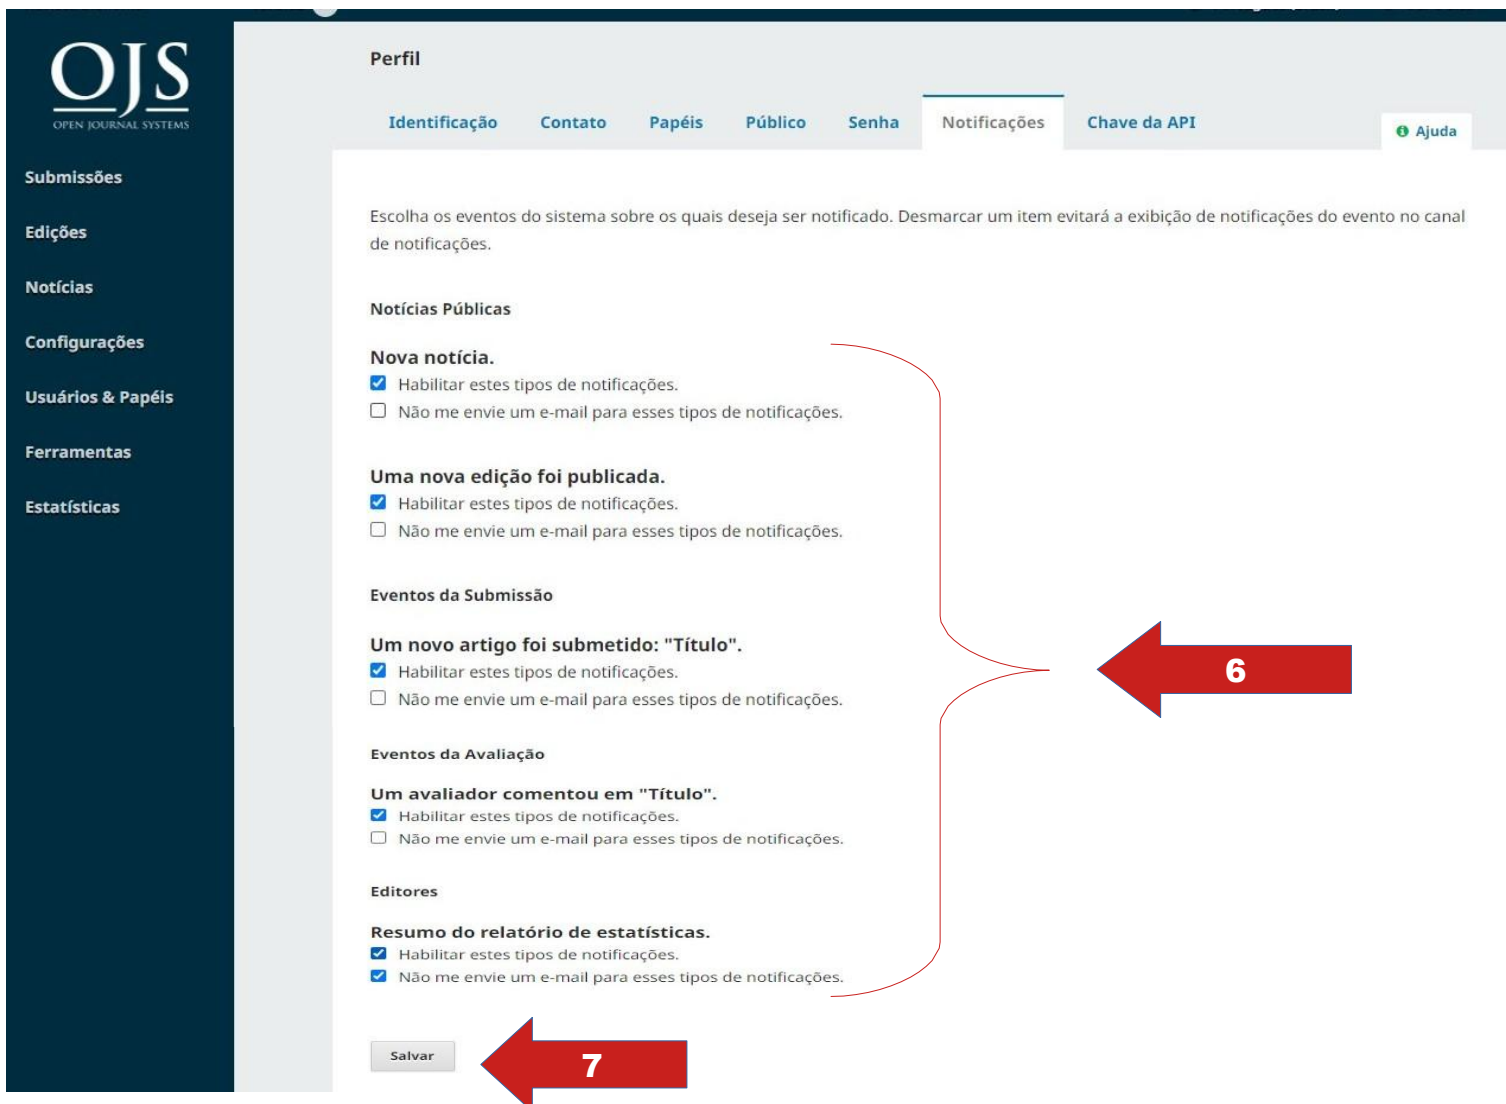 OJS
OPEN JOURNAL SYSTEMS
Submissões
Edições
Notícias
Configurações
Usuários & Papéis
Ferramentas
Estatísticas
Perfil
Identificação Contato Papéis Público Senha Notificações Chave da API
Ajuda
Escolha os eventos do sistema sobre os quais deseja ser notificado. Desmarcar um item evitará a exibição de notificações do evento no canal
de notificações.
Notícias Públicas
Nova notícia.
Habilitar estes tipos de notificações.
Não me envie um e-mail para esses tipos de notificações.
Uma nova edição foi publicada.
Habilitar estes tipos de notificações.
Não me envie um e-mail para esses tipos de notificações.
Eventos da Submissão
Um novo artigo foi submetido: "Título".
Habilitar estes tipos de notificações.
Não me envie um e-mail para esses tipos de notificações.
6
Eventos da Avaliação
Um avaliador comentou em "Título".
Habilitar estes tipos de notificações.
Não me envie um e-mail para esses tipos de notificações.
Editores
Resumo do relatório de estatísticas.
Habilitar estes tipos de notificações.
Não me envie um e-mail para esses tipos de notificações.
Salvar
7